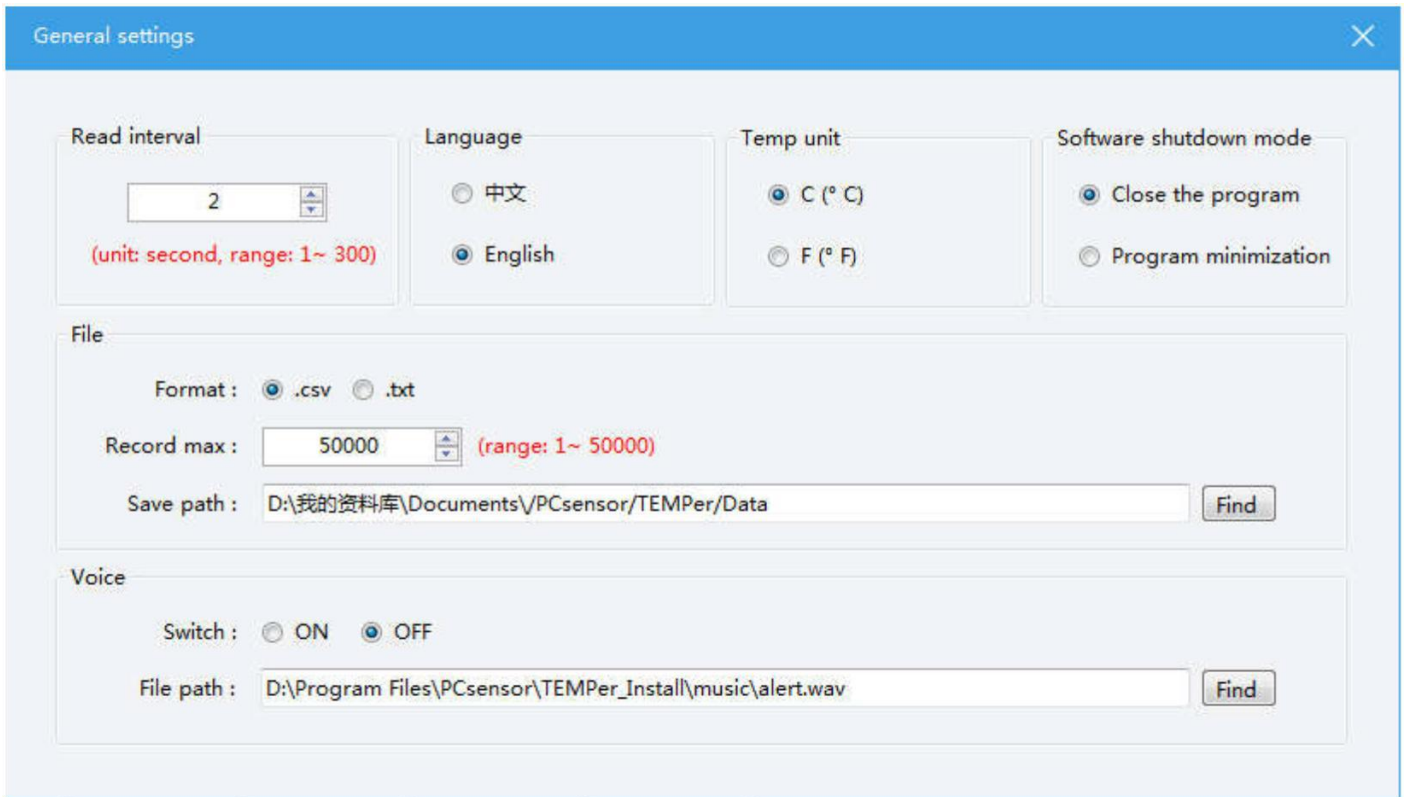 General settings
Read interval
Language
Temp unit
Software shutdown mode
2
中文
C (° C)
Close the program
(unit: second, range: 1~ 300)
English
F (° F)
Program minimization
File
Format : .csv .txt
Record max : 50000 (range: 1~ 50000)
Save path : D:\我的资料库\Documents\/PCsensor/TEMPer/Data Find
Voice
Switch : ON OFF
File path : D:\Program Files\PCsensor\TEMPer_Install\music\alert.wav Find